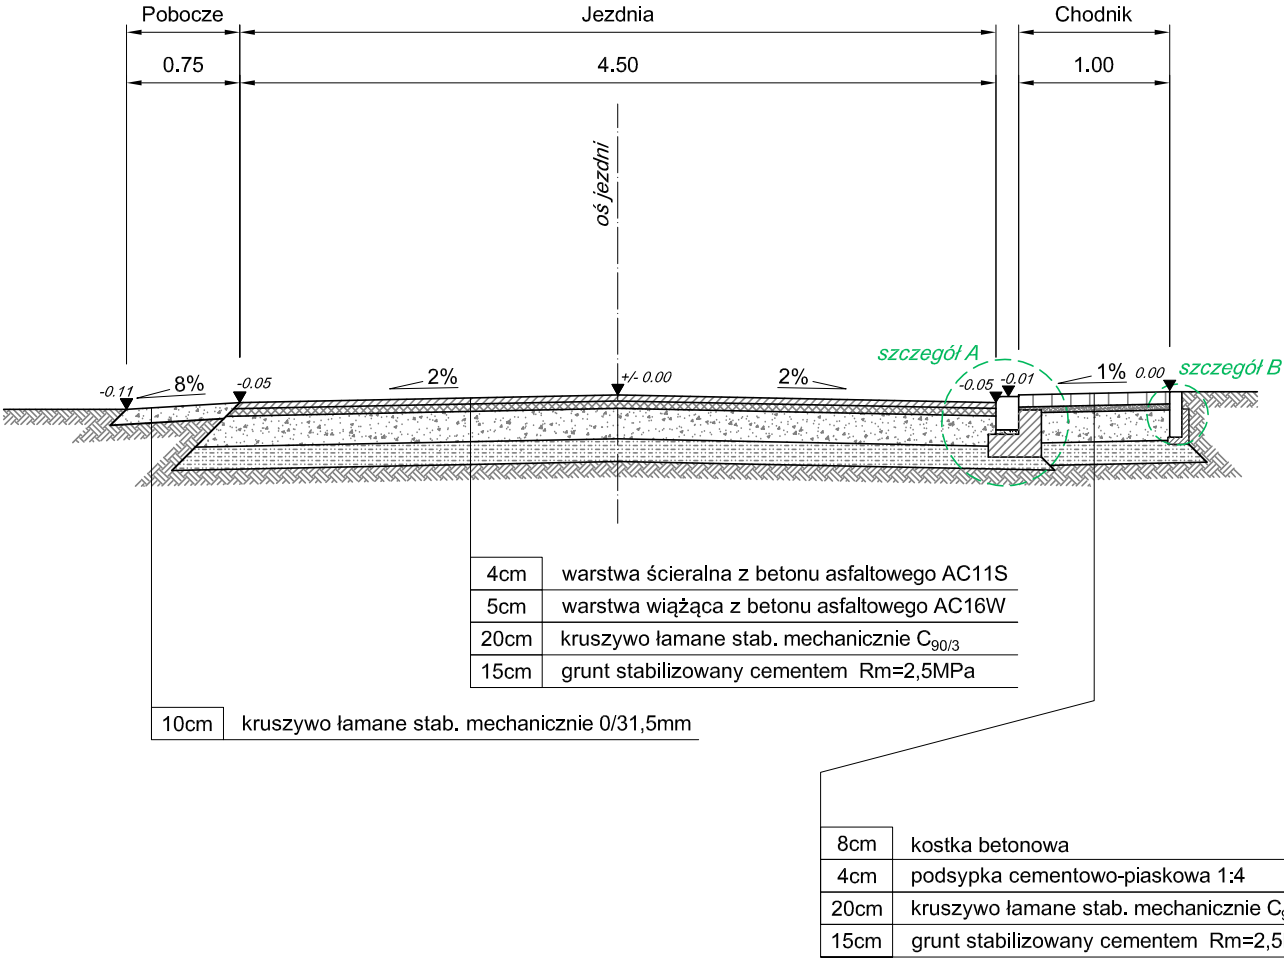 Pobocze Jezdnia Chodnik
0.75 4.50 1.00
oś jezdni
szczegół A
szczegół B
-0.11 8% -0.05 2% +/- 0.00 2% -0.05 -0.01 1% 0.00
4cm warstwa ścieralna z betonu asfaltowego AC11S
5cm warstwa wiążąca z betonu asfaltowego AC16W
20cm kruszywo łamane stab. mechanicznie C90/3
15cm grunt stabilizowany cementem Rm=2,5MPa
10cm kruszywo łamane stab. mechanicznie 0/31,5mm
8cm kostka betonowa
4cm podsypka cementowo-piaskowa 1:4
20cm kruszywo łamane stab. mechanicznie C
15cm grunt stabilizowany cementem Rm=2,5